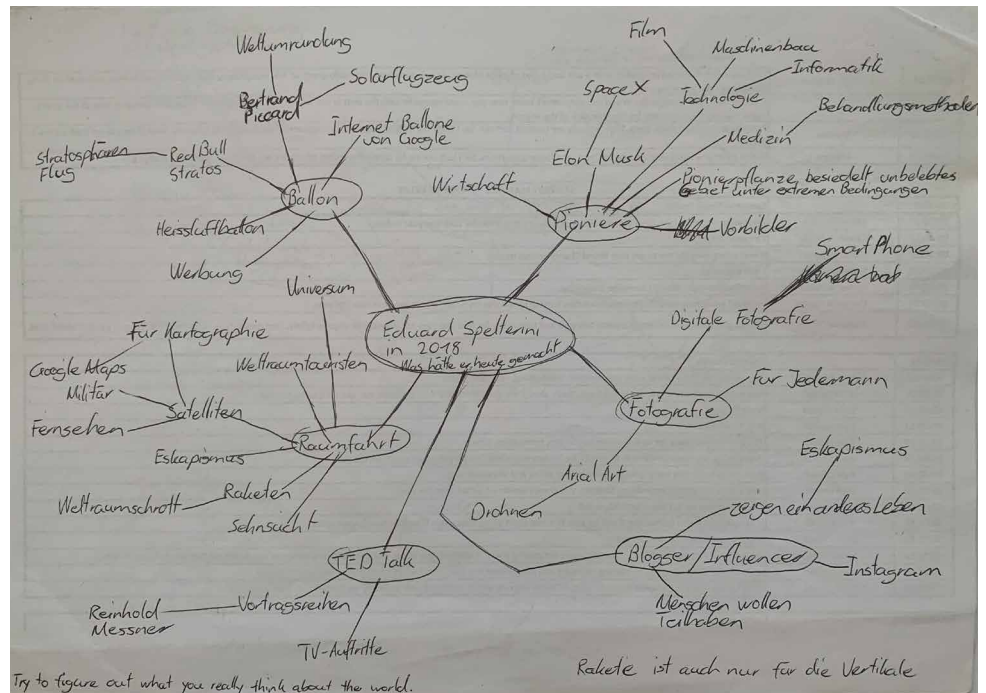 Weltumrundung
Bertrand
Piccard
Solarflugzeug
Internet Ballone
von Google
Stratosphären
Flug
Red Bull
Stratos
Ballon
Heissluftballon
Werbung
Film
Maschinenbau
Informatik
Technologie
SpaceX
Behandlungsmethoden
Medizin
Elon Musk
Wirtschaft
Pionierpflanze, besiedelt unbelebtes
Gebiet unter extremen Bedingungen
Pioniere
Vorbilder
Smart Phone
Digitale Fotografie
Für Jedermann
Fotografie
Arial Art
Drohnen
Eduard Spelterini
in 2018
Was hätte er heute gemacht
Universum
Für Kartographie
Google Maps
Weltraumtouristen
Militär
Satelliten
Fernsehen
Raumfahrt
Eskapismus
Raketen
Weltraumschrott
Sehnsucht
Eskapismus
zeigen ein anderes Leben
Blogger/Influencer
Instagram
Menschen wollen
Teilhaben
TED Talk
Vortragsreihen
Reinhold
Messner
TV-Auftritte
Rakete ist auch nur für die Vertikale
Try to figure out what you really think about the world.